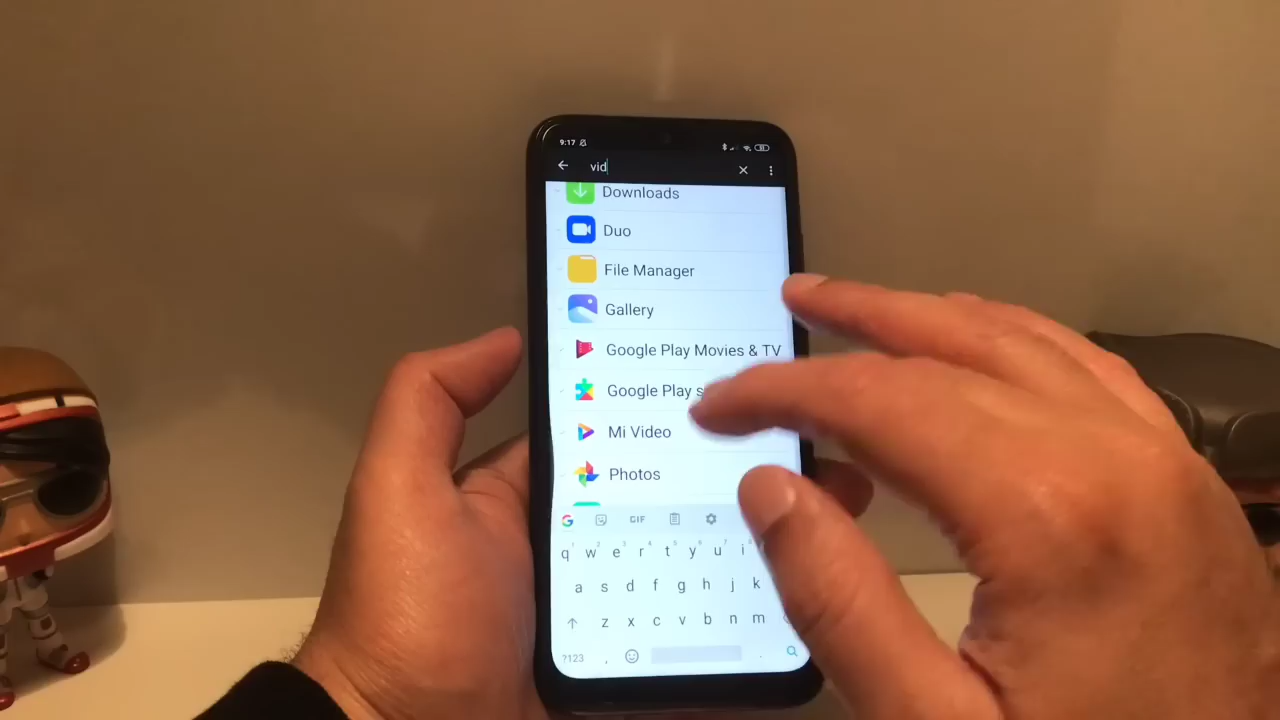 9:17
vid
Downloads
Duo
File Manager
Gallery
Google Play Movies & TV
Google Play
Mi Video
Photos
GIF
q w e r t y u i
a s d f g h j k
z x c v b n m
?123 , .